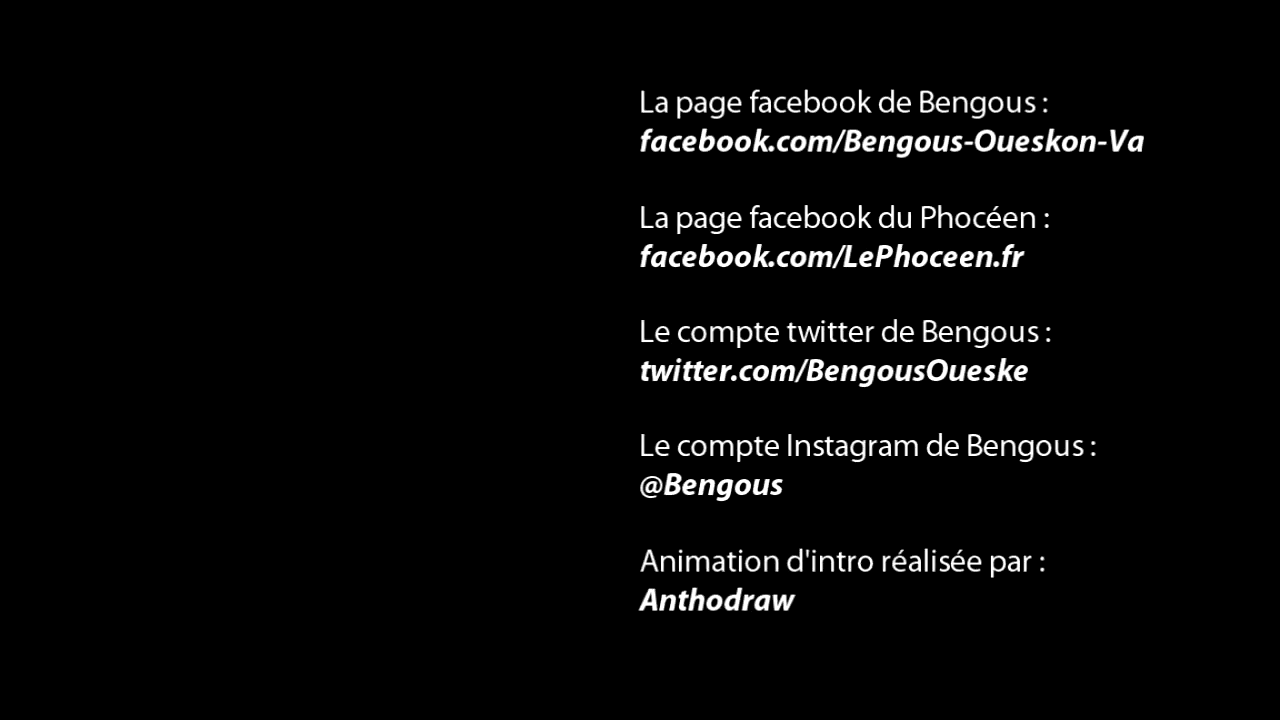 La page facebook de Bengous :
facebook.com/Bengous-Oueskon-Va
La page facebook du Phocéen :
facebook.com/LePhoceen.fr
Le compte twitter de Bengous :
twitter.com/BengousOueske
Le compte Instagram de Bengous :
@Bengous
Animation d'intro réalisée par :
Anthodraw